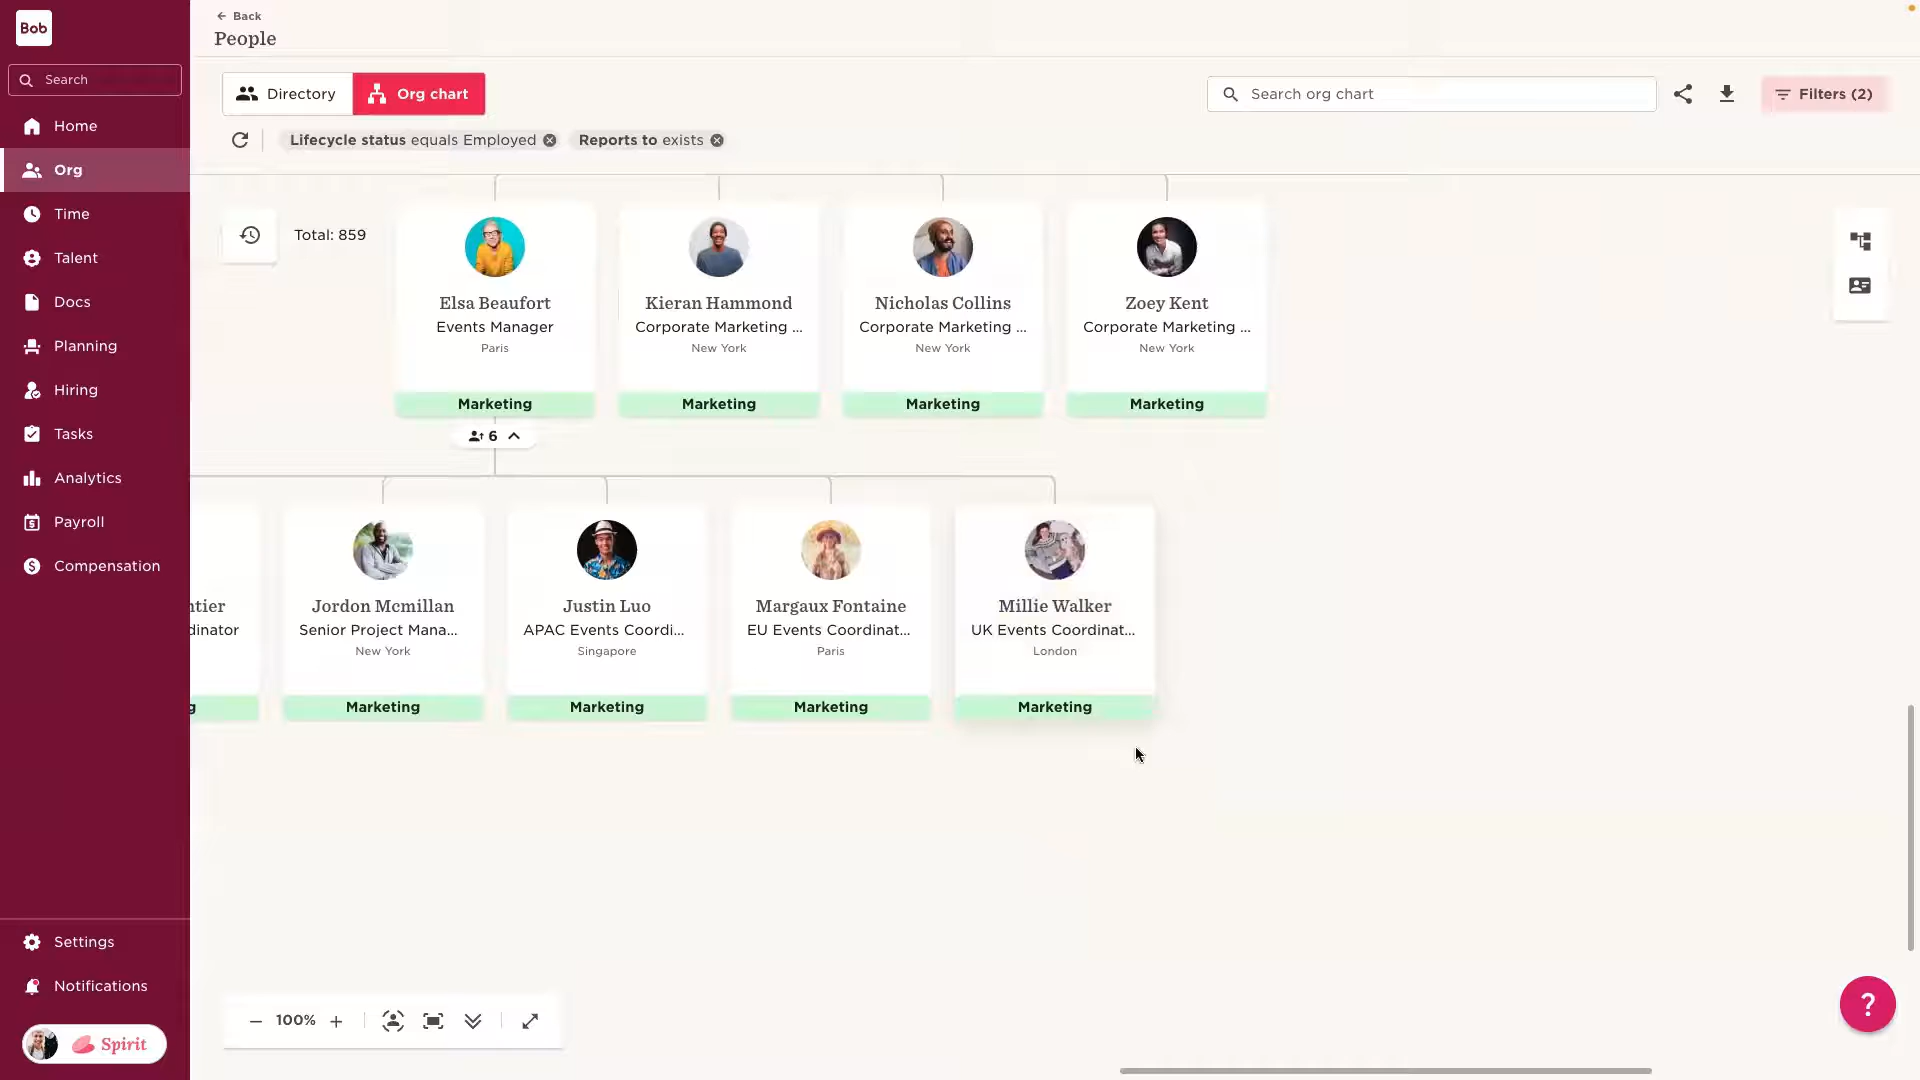 Bob
Search
Home
Org
Time
Talent
Docs
Planning
Hiring
Tasks
Analytics
Payroll
Compensation
Settings
Notifications
Spirit
Back
People
Directory
Org chart
Search org chart
Filters (2)
Lifecycle status equals Employed
Reports to exists
Total: 859
Elsa Beaufort
Events Manager
Paris
Marketing
6
Kieran Hammond
Corporate Marketing ...
New York
Marketing
Nicholas Collins
Corporate Marketing ...
New York
Marketing
Zoey Kent
Corporate Marketing ...
New York
Marketing
ntier
dinator
g
Jordon Mcmillan
Senior Project Mana...
New York
Marketing
Justin Luo
APAC Events Coordi...
Singapore
Marketing
Margaux Fontaine
EU Events Coordinat...
Paris
Marketing
Millie Walker
UK Events Coordinat...
London
Marketing
100%
?